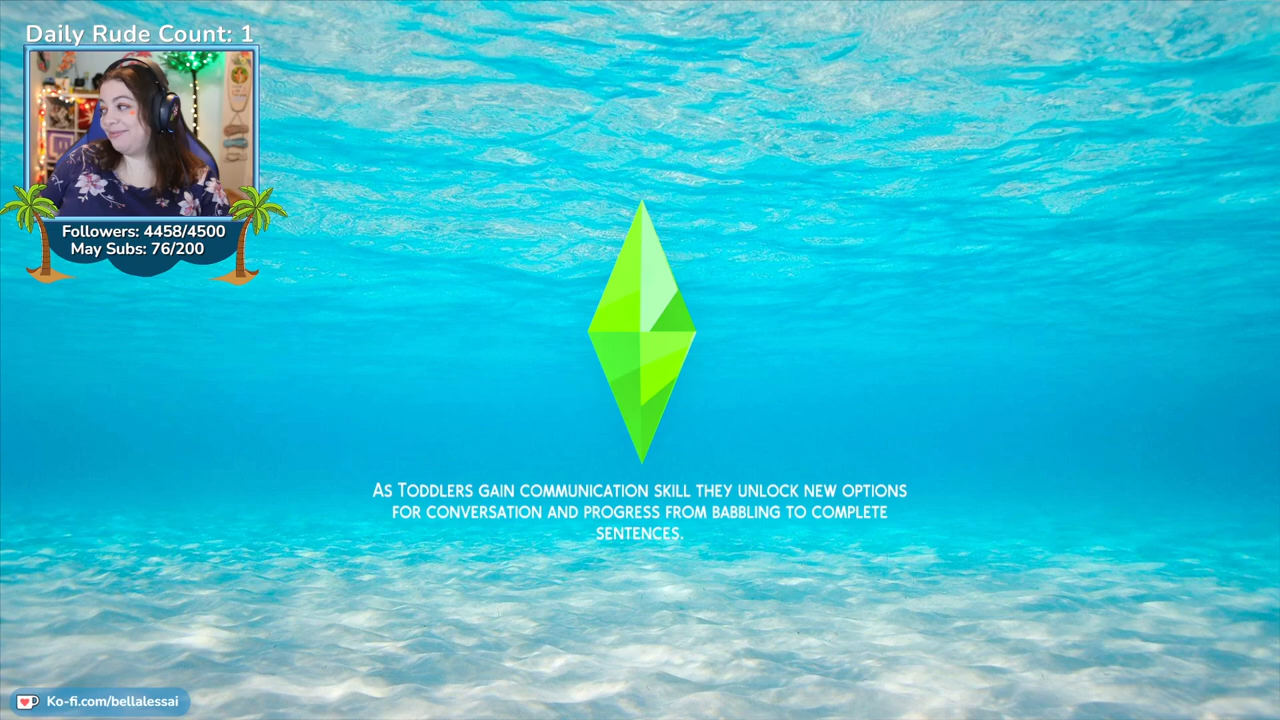 Daily Rude Count: 1
Followers: 4458/4500
May Subs: 76/200
As Toddlers gain communication skill they unlock new options
for conversation and progress from babbling to complete
sentences.
Ko-fi.com/bellalessai